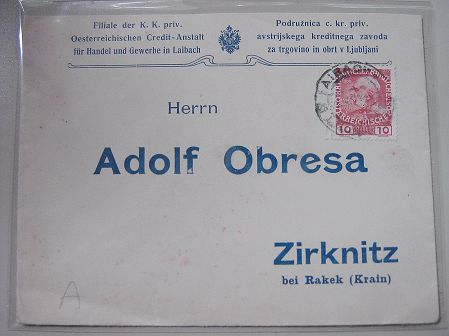 Filiale der K. K. priv.
Oesterreichischen Credit-Anstalt
für Handel und Gewerbe in Laibach
Podružnica c. kr. priv.
avstrijskega kreditnega zavoda
za trgovino in obrt v Ljubljani
LAIBACH
10 10
Herrn
Adolf Obresa
Zirknitz
bei Rakek (Krain)
A